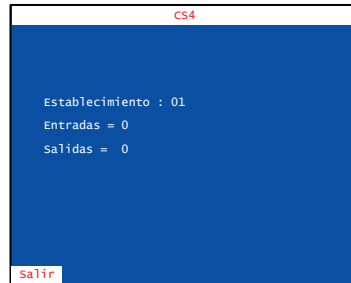 CS4
Establecimiento : 01
Entradas = 0
Salidas =  0
Salir